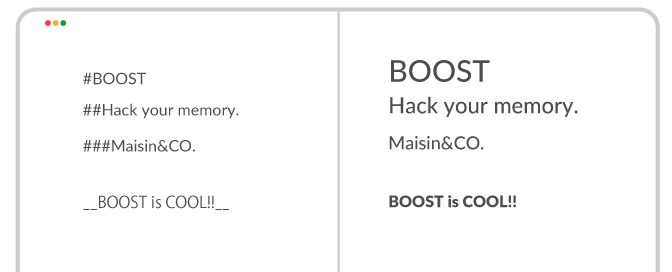 #BOOST
##Hack your memory.
###Maisin&CO.
__BOOST is COOL!!__
BOOST
Hack your memory.
Maisin&CO.
BOOST is COOL!!